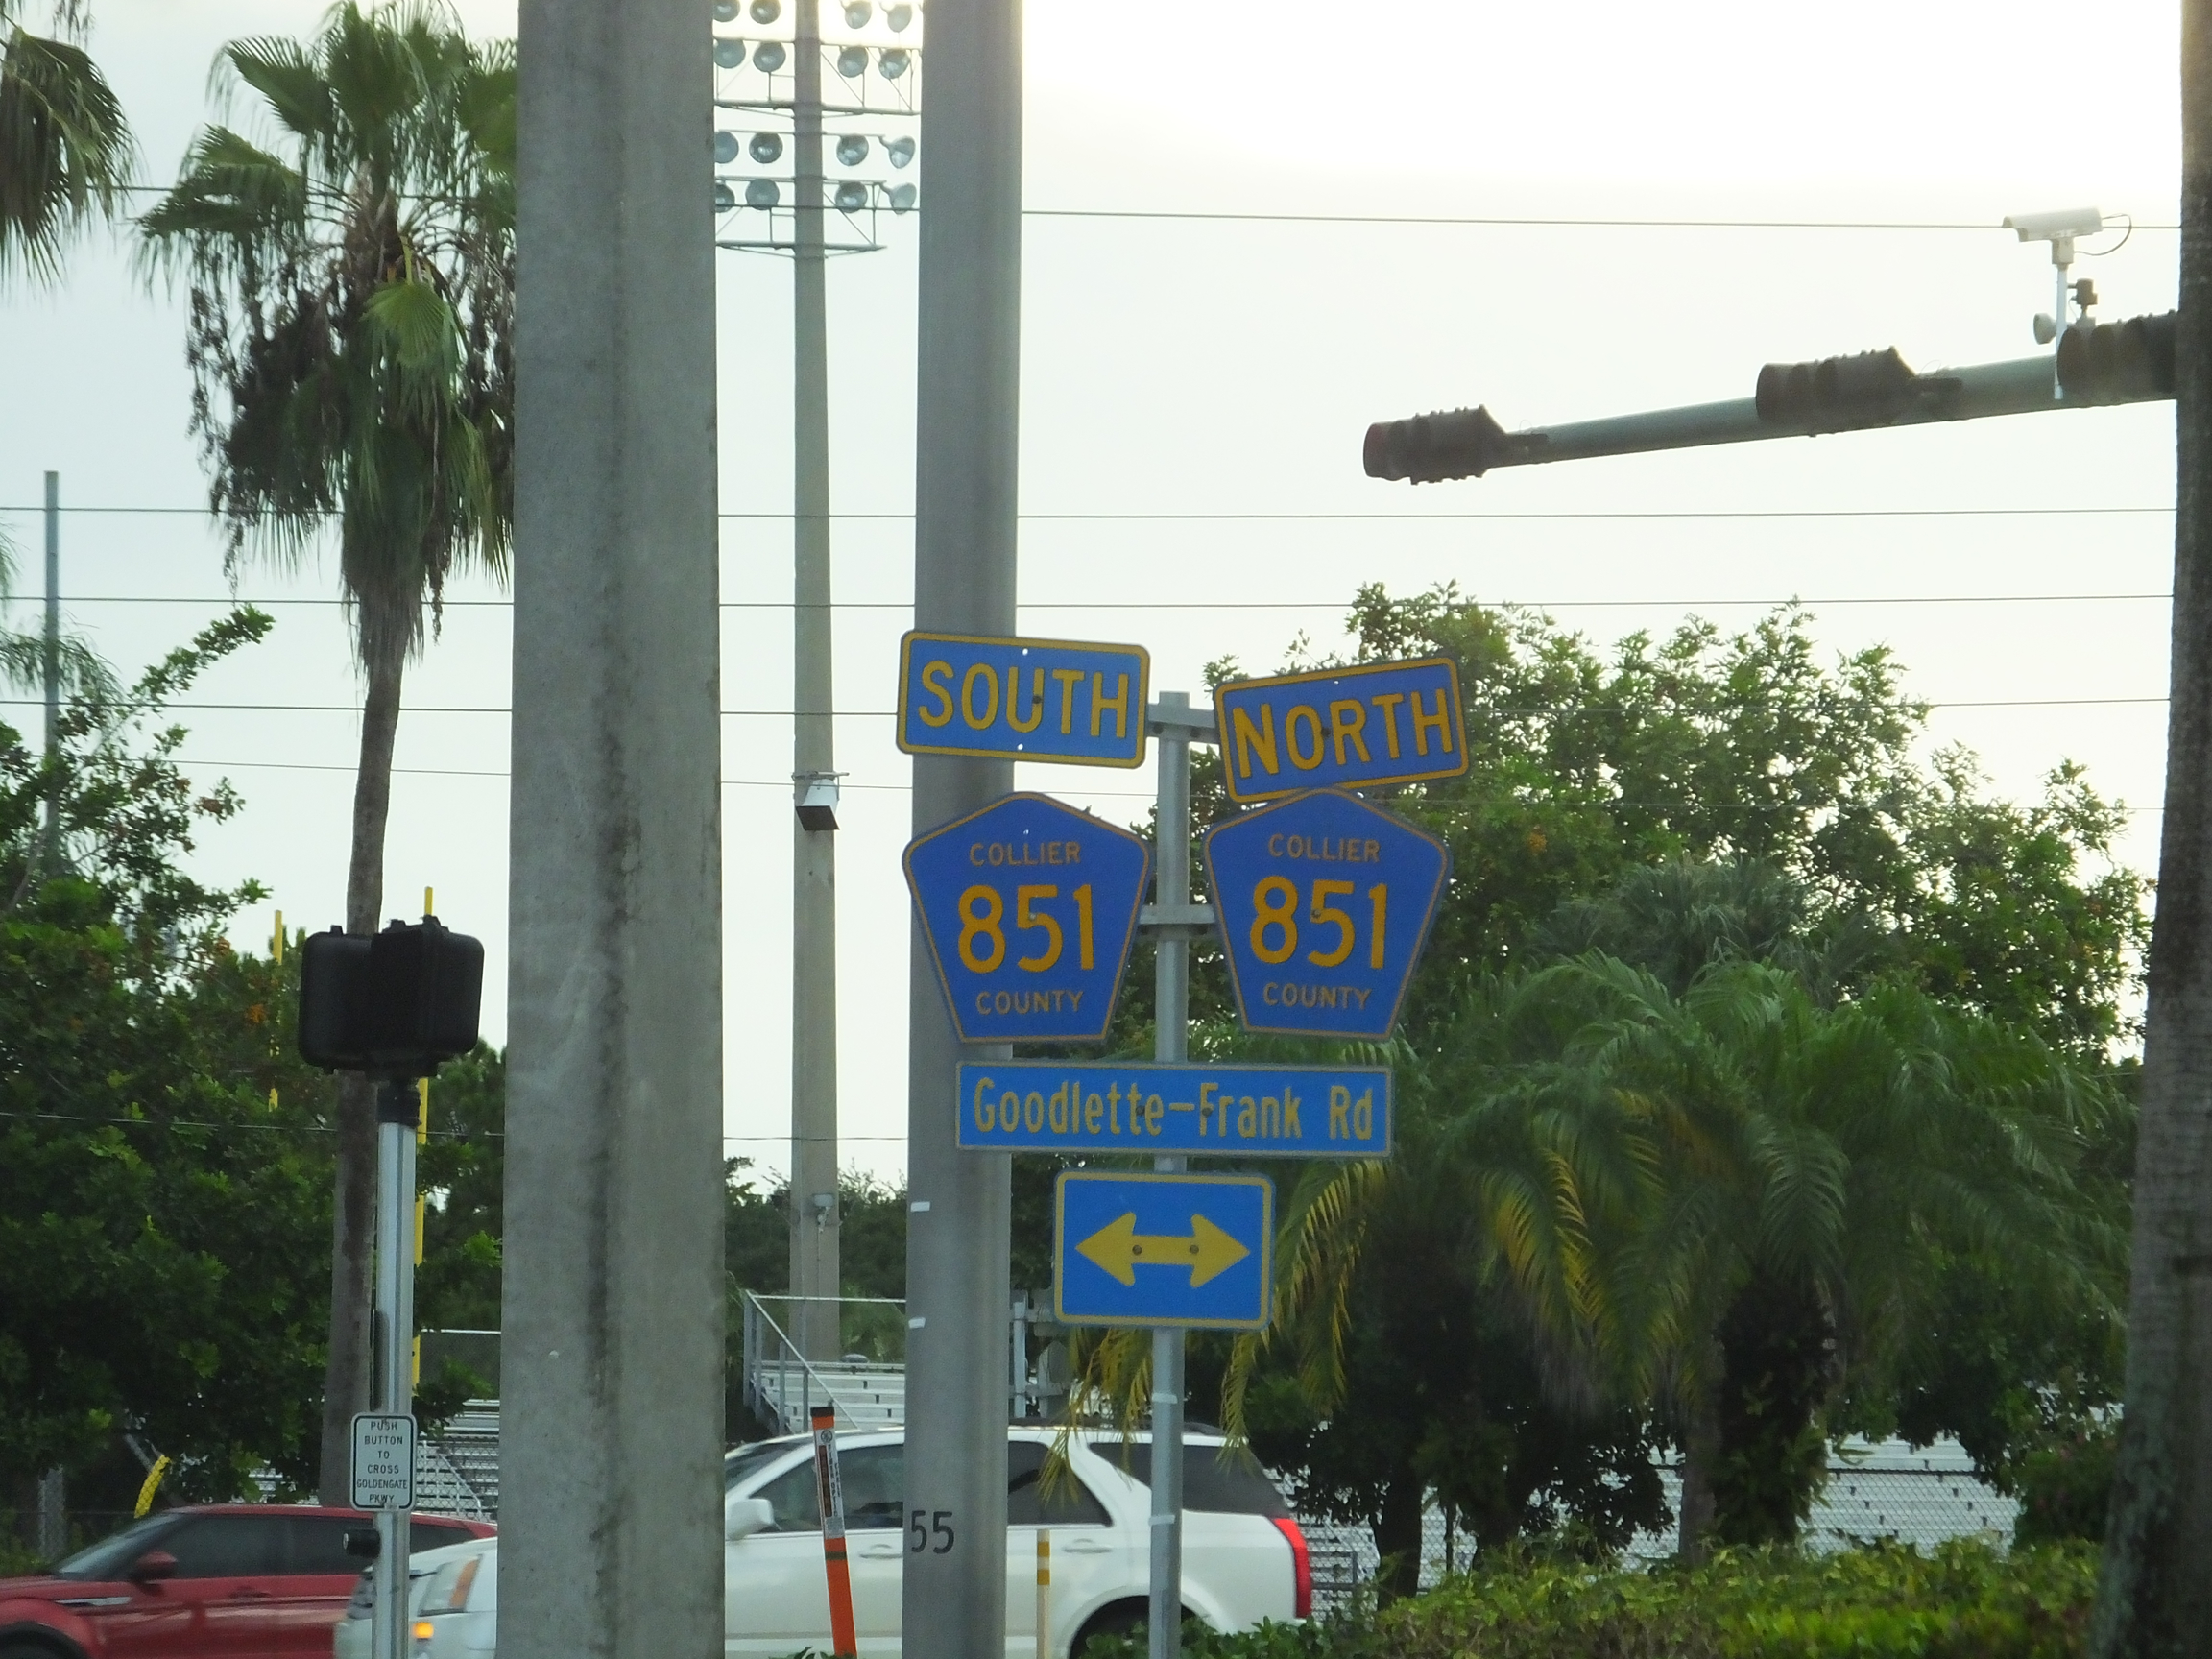 SOUTH
NORTH
COLLIER
851
COUNTY
COLLIER
851
COUNTY
Goodlette-Frank Rd
PUSH
BUTTON
TO
CROSS
GOLDENGATE
PKWY
55